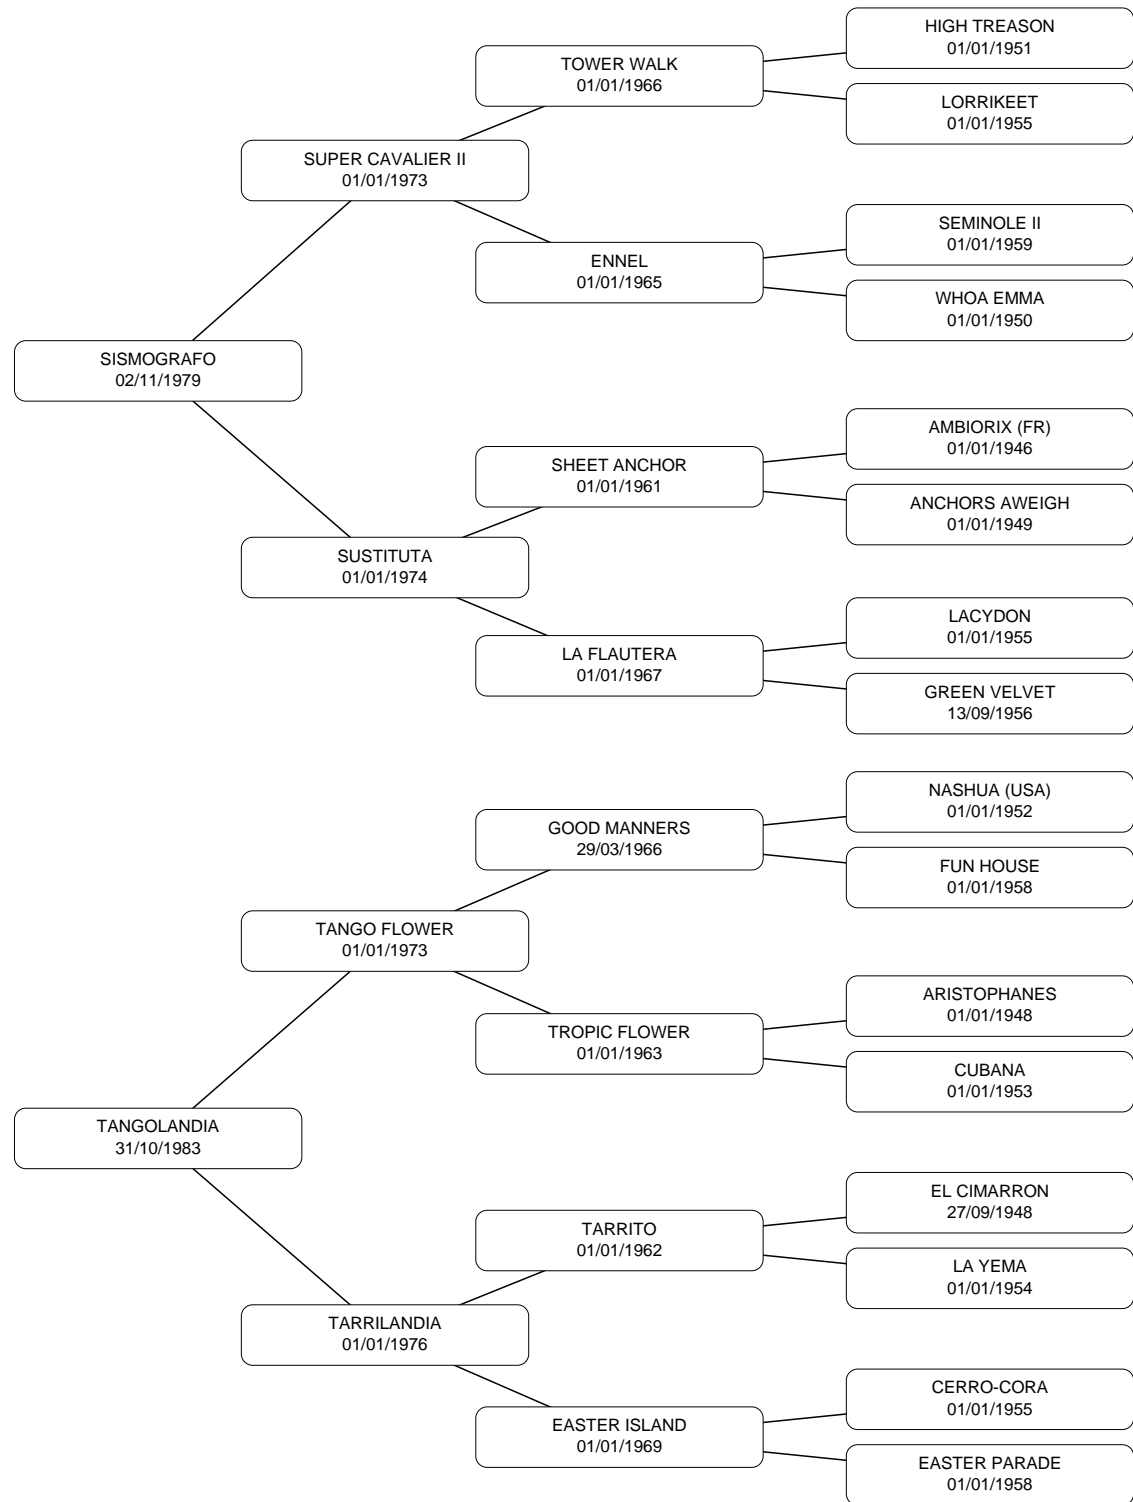 HIGH TREASON
01/01/1951
TOWER WALK
01/01/1966
LORRIKEET
01/01/1955
SUPER CAVALIER II
01/01/1973
SEMINOLE II
01/01/1959
ENNEL
01/01/1965
WHOA EMMA
01/01/1950
SISMOGRAFO
02/11/1979
AMBIORIX (FR)
01/01/1946
SHEET ANCHOR
01/01/1961
ANCHORS AWEIGH
01/01/1949
SUSTITUTA
01/01/1974
LACYDON
01/01/1955
LA FLAUTERA
01/01/1967
GREEN VELVET
13/09/1956
NASHUA (USA)
01/01/1952
GOOD MANNERS
29/03/1966
FUN HOUSE
01/01/1958
TANGO FLOWER
01/01/1973
ARISTOPHANES
01/01/1948
TROPIC FLOWER
01/01/1963
CUBANA
01/01/1953
TANGOLANDIA
31/10/1983
EL CIMARRON
27/09/1948
TARRITO
01/01/1962
LA YEMA
01/01/1954
TARRILANDIA
01/01/1976
CERRO-CORA
01/01/1955
EASTER ISLAND
01/01/1969
EASTER PARADE
01/01/1958